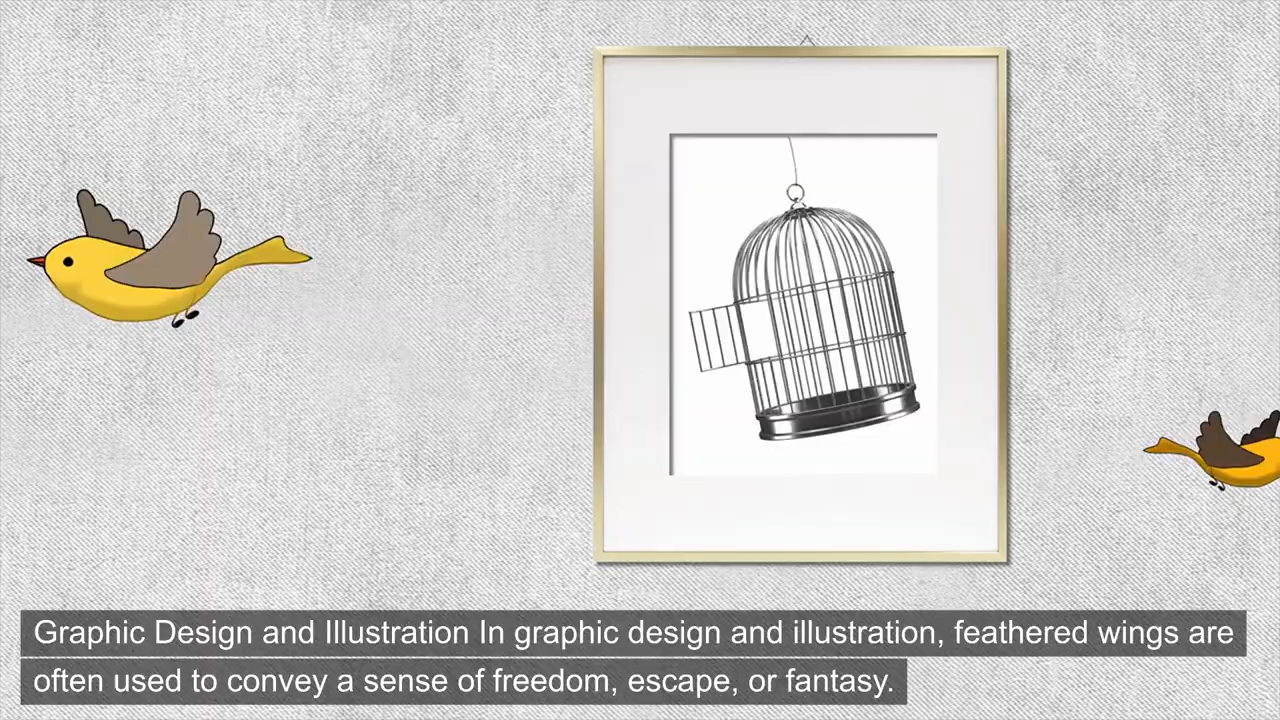 Graphic Design and Illustration In graphic design and illustration, feathered wings are
often used to convey a sense of freedom, escape, or fantasy.